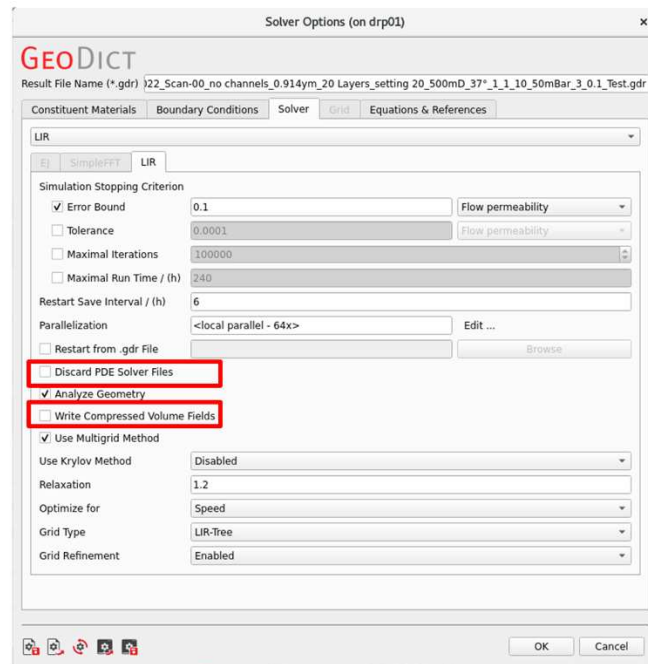 Solver Options (on drp01)
×
GEODICT
Result File Name (*.gdr) 022_Scan-00_no channels_0.914ym_20 Layers_setting 20_500mD_37°_1_1_10_50mBar_3_0.1_Test.gdr
Constituent Materials Boundary Conditions Solver Grid Equations & References
LIR
EJ SimpleFFT LIR
Simulation Stopping Criterion
Error Bound 0.1 Flow permeability
Tolerance 0.0001 Flow permeability
Maximal Iterations 100000
Maximal Run Time / (h) 240
Restart Save Interval / (h) 6
Parallelization <local parallel - 64x> Edit ...
Restart from .gdr File Browse
Discard PDE Solver Files
Analyze Geometry
Write Compressed Volume Fields
Use Multigrid Method
Use Krylov Method Disabled
Relaxation 1.2
Optimize for Speed
Grid Type LIR-Tree
Grid Refinement Enabled
OK Cancel